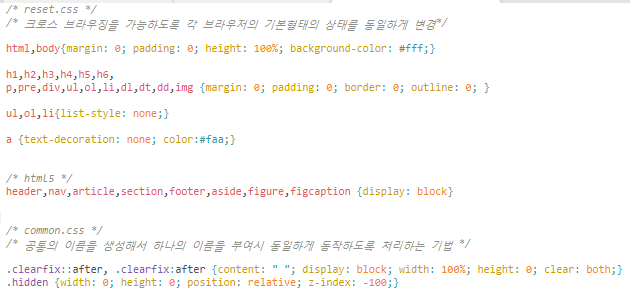 /* reset.css */
/* 크로스 브라우징을 가능하도록 각 브라우저의 기본형태의 상태를 동일하게 변경*/
html,body{margin: 0; padding: 0; height: 100%; background-color: #fff;}
h1,h2,h3,h4,h5,h6,
p,pre,div,ul,ol,li,dl,dt,dd,img {margin: 0; padding: 0; border: 0; outline: 0; }
ul,ol,li{list-style: none;}
a {text-decoration: none; color:#faa;}
/* html5 */
header,nav,article,section,footer,aside,figure,figcaption {display: block}
/* common.css */
/* 공통의 이름을 생성해서 하나의 이름을 부여시 동일하게 동작하도록 처리하는 기법 */
.clearfix::after, .clearfix:after {content: " "; display: block; width: 100%; height: 0; clear: both;}
.hidden {width: 0; height: 0; position: relative; z-index: -100;}